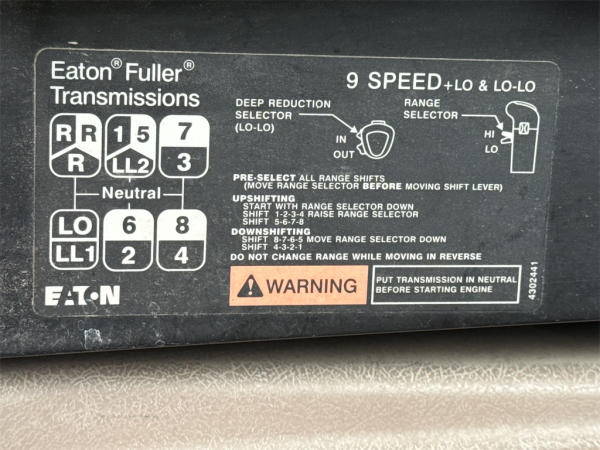 Eaton® Fuller®
Transmissions
9 SPEED +LO & LO-LO
DEEP REDUCTION
SELECTOR
(LO-LO)
IN
OUT
RANGE
SELECTOR
HI
LO
R R 1 5 7
R LL2 3
Neutral
LO 6 8
LL1 2 4
PRE-SELECT ALL RANGE SHIFTS
(MOVE RANGE SELECTOR BEFORE MOVING SHIFT LEVER)
UPSHIFTING
START WITH RANGE SELECTOR DOWN
SHIFT 1-2-3-4 RAISE RANGE SELECTOR
SHIFT 5-6-7-8
DOWNSHIFTING
SHIFT 8-7-6-5 MOVE RANGE SELECTOR DOWN
SHIFT 4-3-2-1
DO NOT CHANGE RANGE WHILE MOVING IN REVERSE
EATON
WARNING
PUT TRANSMISSION IN NEUTRAL
BEFORE STARTING ENGINE
4302441